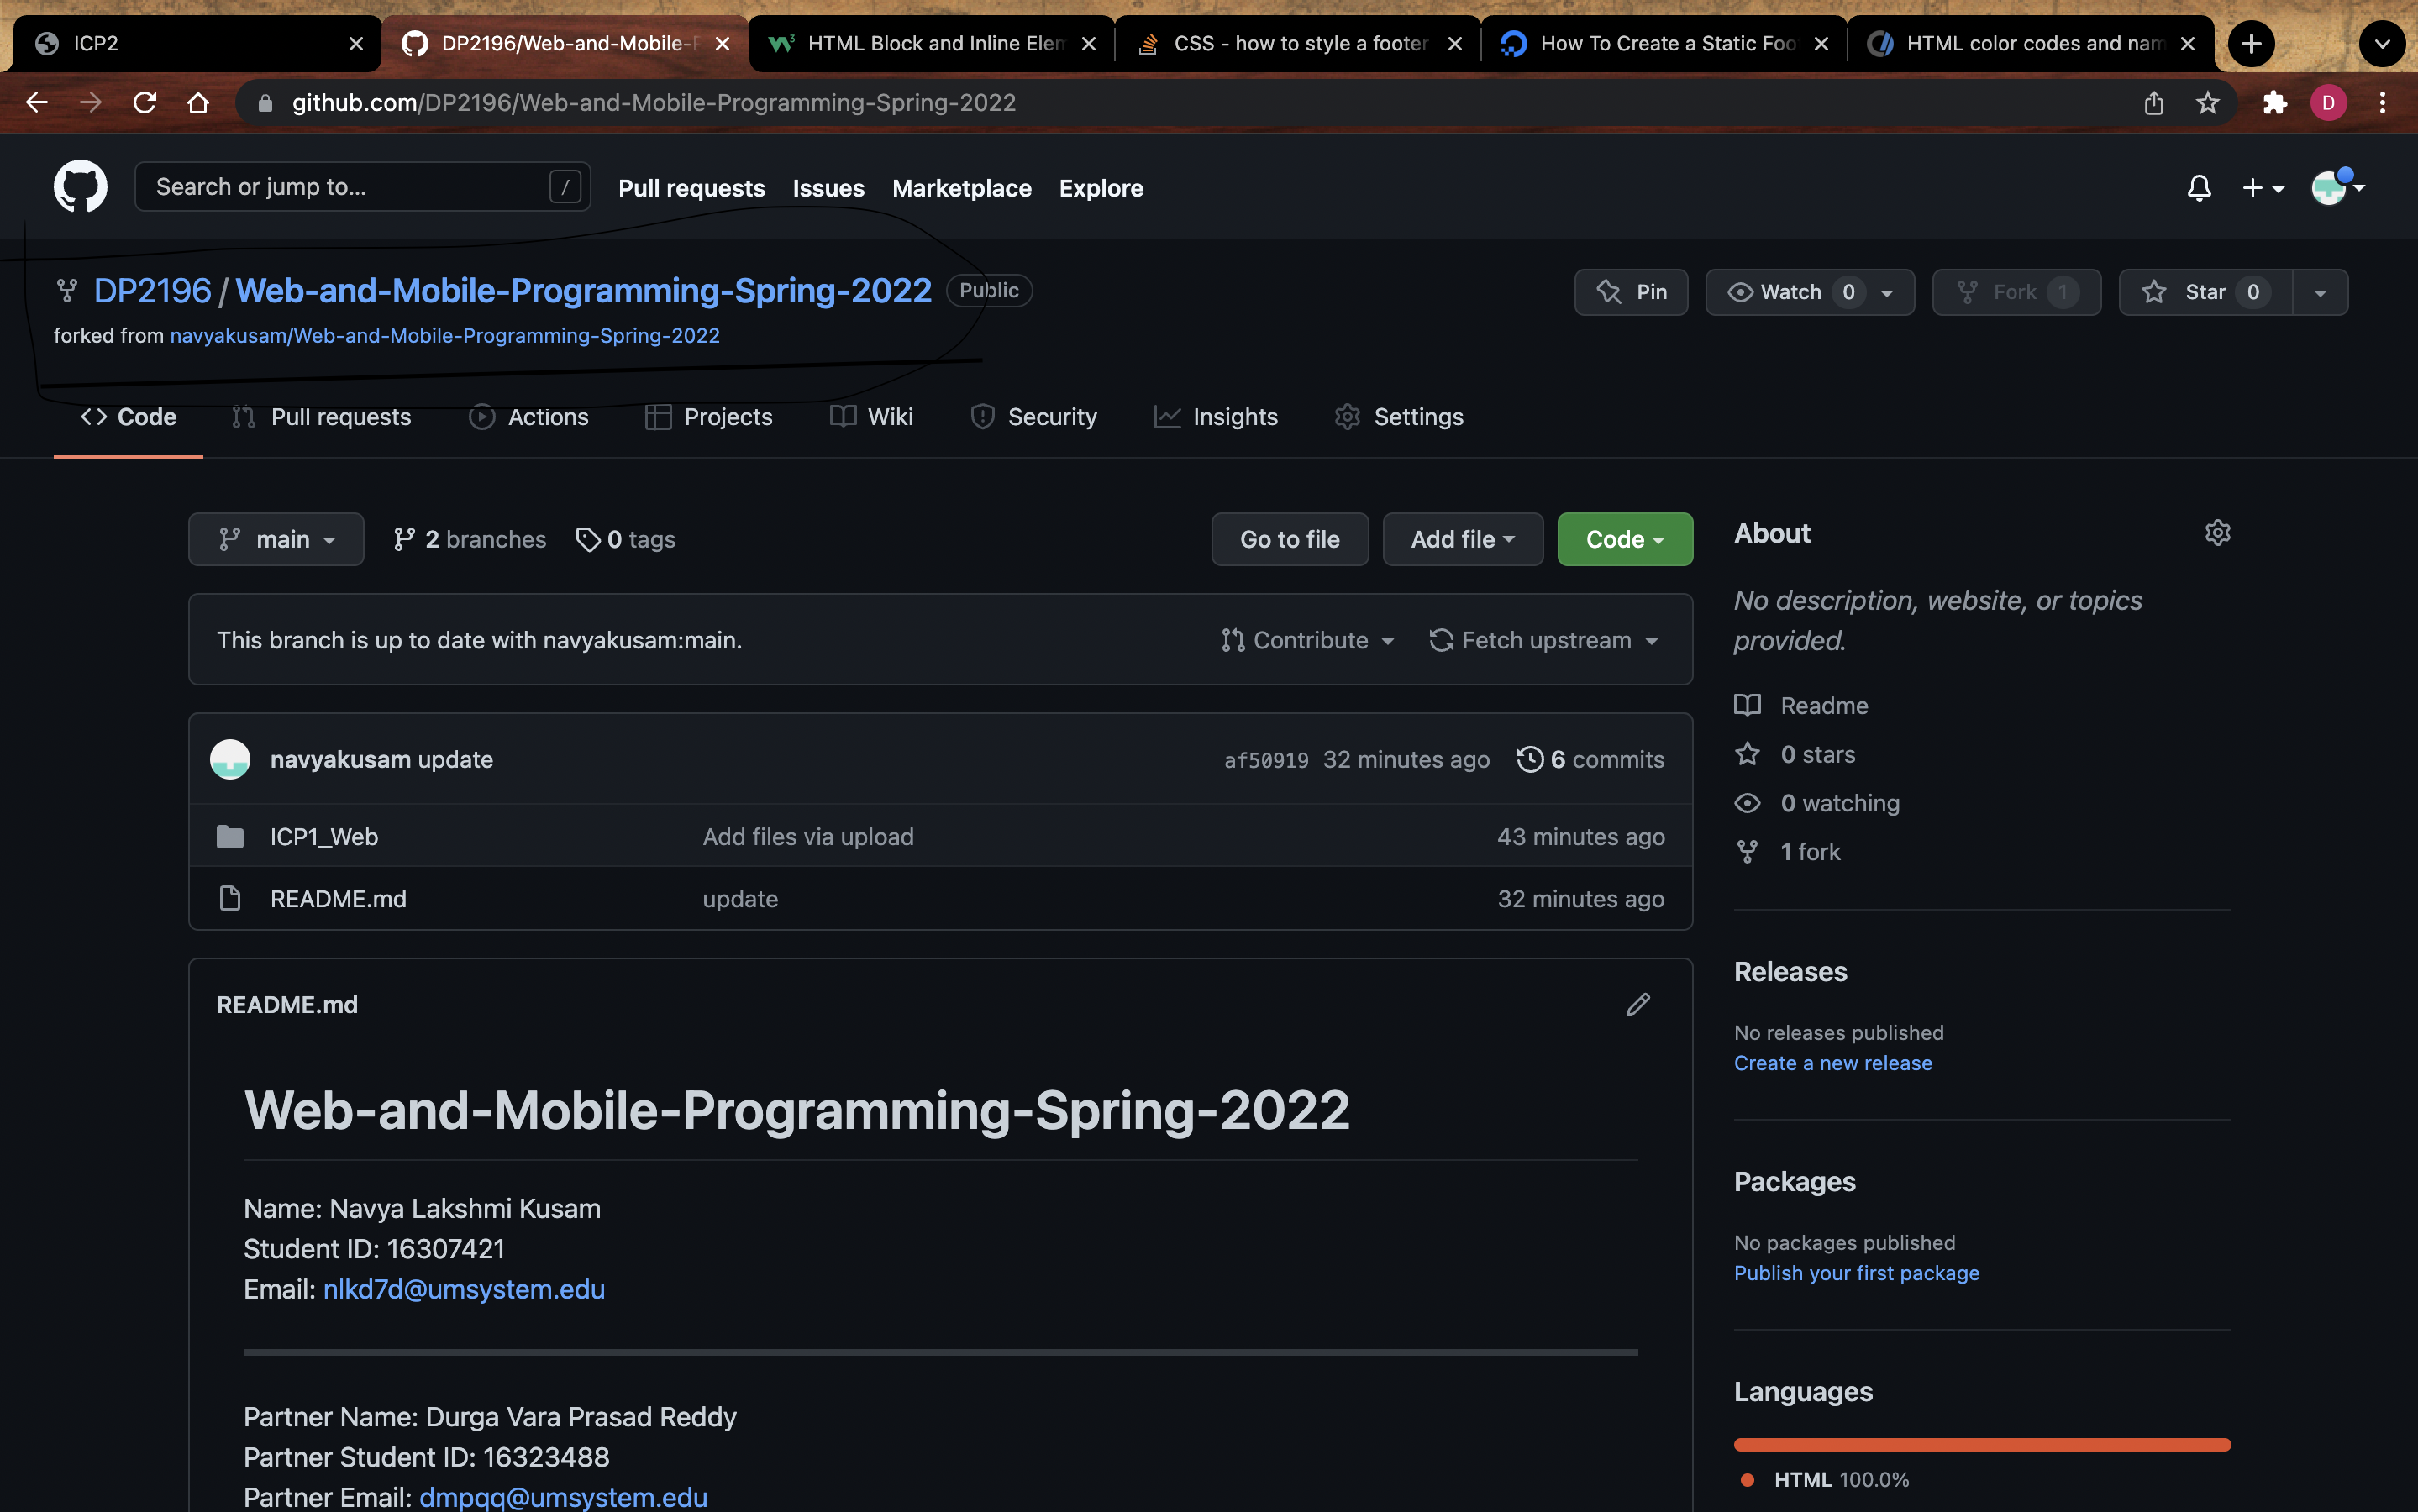 ICP2
DP2196/Web-and-Mobile-P
HTML Block and Inline Elem
CSS - how to style a footer
How To Create a Static Foo
HTML color codes and nam
github.com/DP2196/Web-and-Mobile-Programming-Spring-2022
D
Search or jump to... /
Pull requests Issues Marketplace Explore
DP2196 / Web-and-Mobile-Programming-Spring-2022 Public
Pin Watch 0 Fork 1 Star 0
forked from navyakusam/Web-and-Mobile-Programming-Spring-2022
Code Pull requests Actions Projects Wiki Security Insights Settings
main 2 branches 0 tags
Go to file Add file Code
This branch is up to date with navyakusam:main.
Contribute Fetch upstream
navyakusam update af50919 32 minutes ago 6 commits
ICP1_Web Add files via upload 43 minutes ago
README.md update 32 minutes ago
README.md
Web-and-Mobile-Programming-Spring-2022
Name: Navya Lakshmi Kusam
Student ID: 16307421
Email: nlkd7d@umsystem.edu
Partner Name: Durga Vara Prasad Reddy
Partner Student ID: 16323488
Partner Email: dmpqq@umsystem.edu
About
No description, website, or topics
provided.
Readme
0 stars
0 watching
1 fork
Releases
No releases published
Create a new release
Packages
No packages published
Publish your first package
Languages
HTML 100.0%